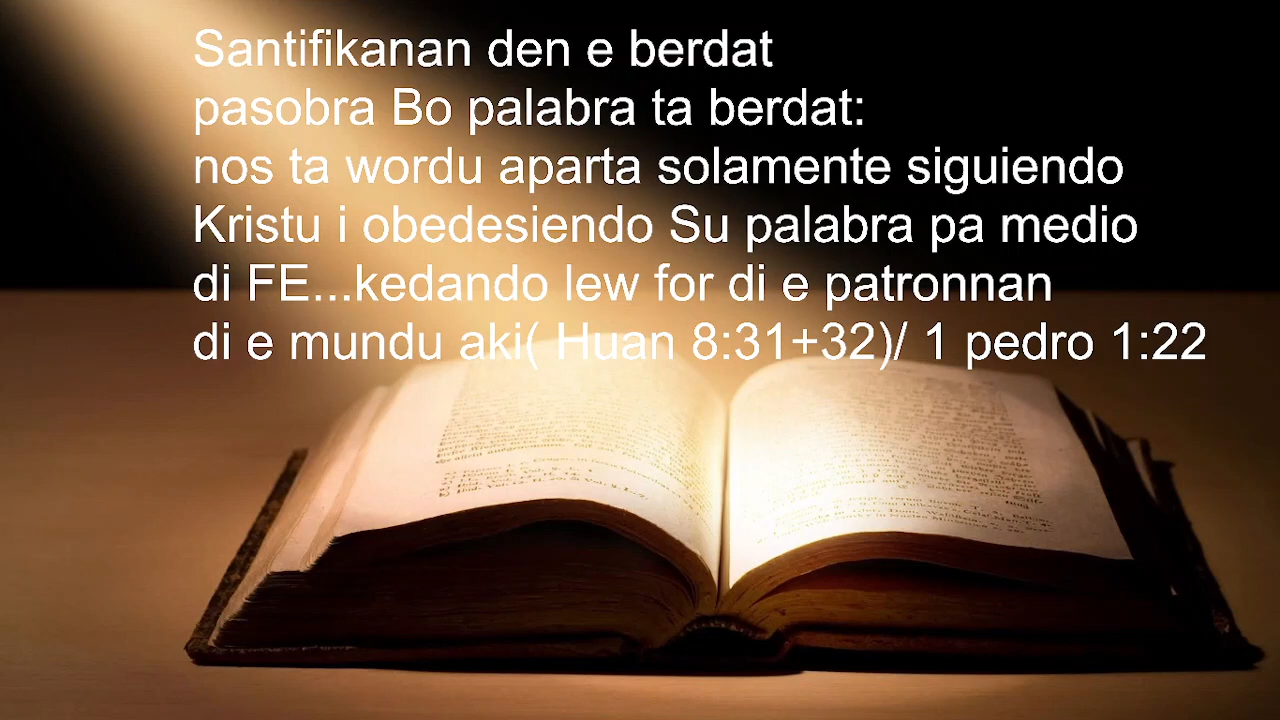 Santifikanan den e berdat
pasobra Bo palabra ta berdat:
nos ta wordu aparta solamente siguiendo
Kristu i obedesiendo Su palabra pa medio
di FE...kedando lew for di e patronnan
di e mundu aki( Huan 8:31+32)/ 1 pedro 1:22